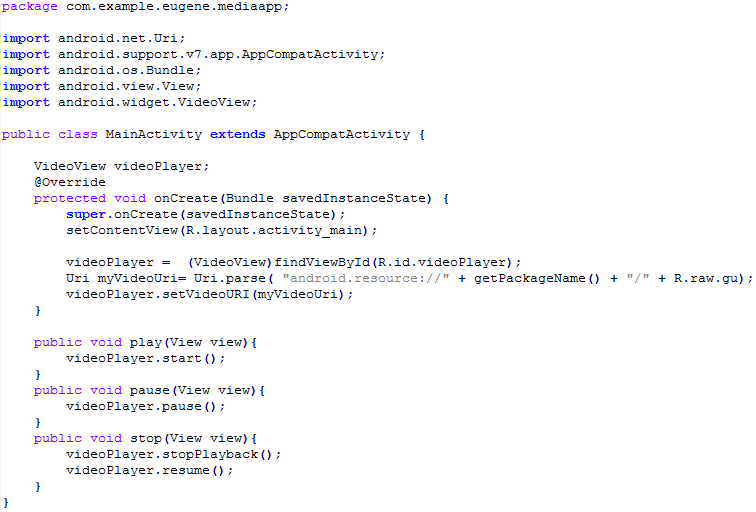 package com.example.eugene.mediaapp;
import android.net.Uri;
import android.support.v7.app.AppCompatActivity;
import android.os.Bundle;
import android.view.View;
import android.widget.VideoView;
public class MainActivity extends AppCompatActivity {
VideoView videoPlayer;
@Override
protected void onCreate(Bundle savedInstanceState) {
super.onCreate(savedInstanceState);
setContentView(R.layout.activity_main);
videoPlayer =  (VideoView)findViewById(R.id.videoPlayer);
Uri myVideoUri= Uri.parse( "android.resource://" + getPackageName() + "/" + R.raw.gu);
videoPlayer.setVideoURI(myVideoUri);
}
public void play(View view){
videoPlayer.start();
}
public void pause(View view){
videoPlayer.pause();
}
public void stop(View view){
videoPlayer.stopPlayback();
videoPlayer.resume();
}
}